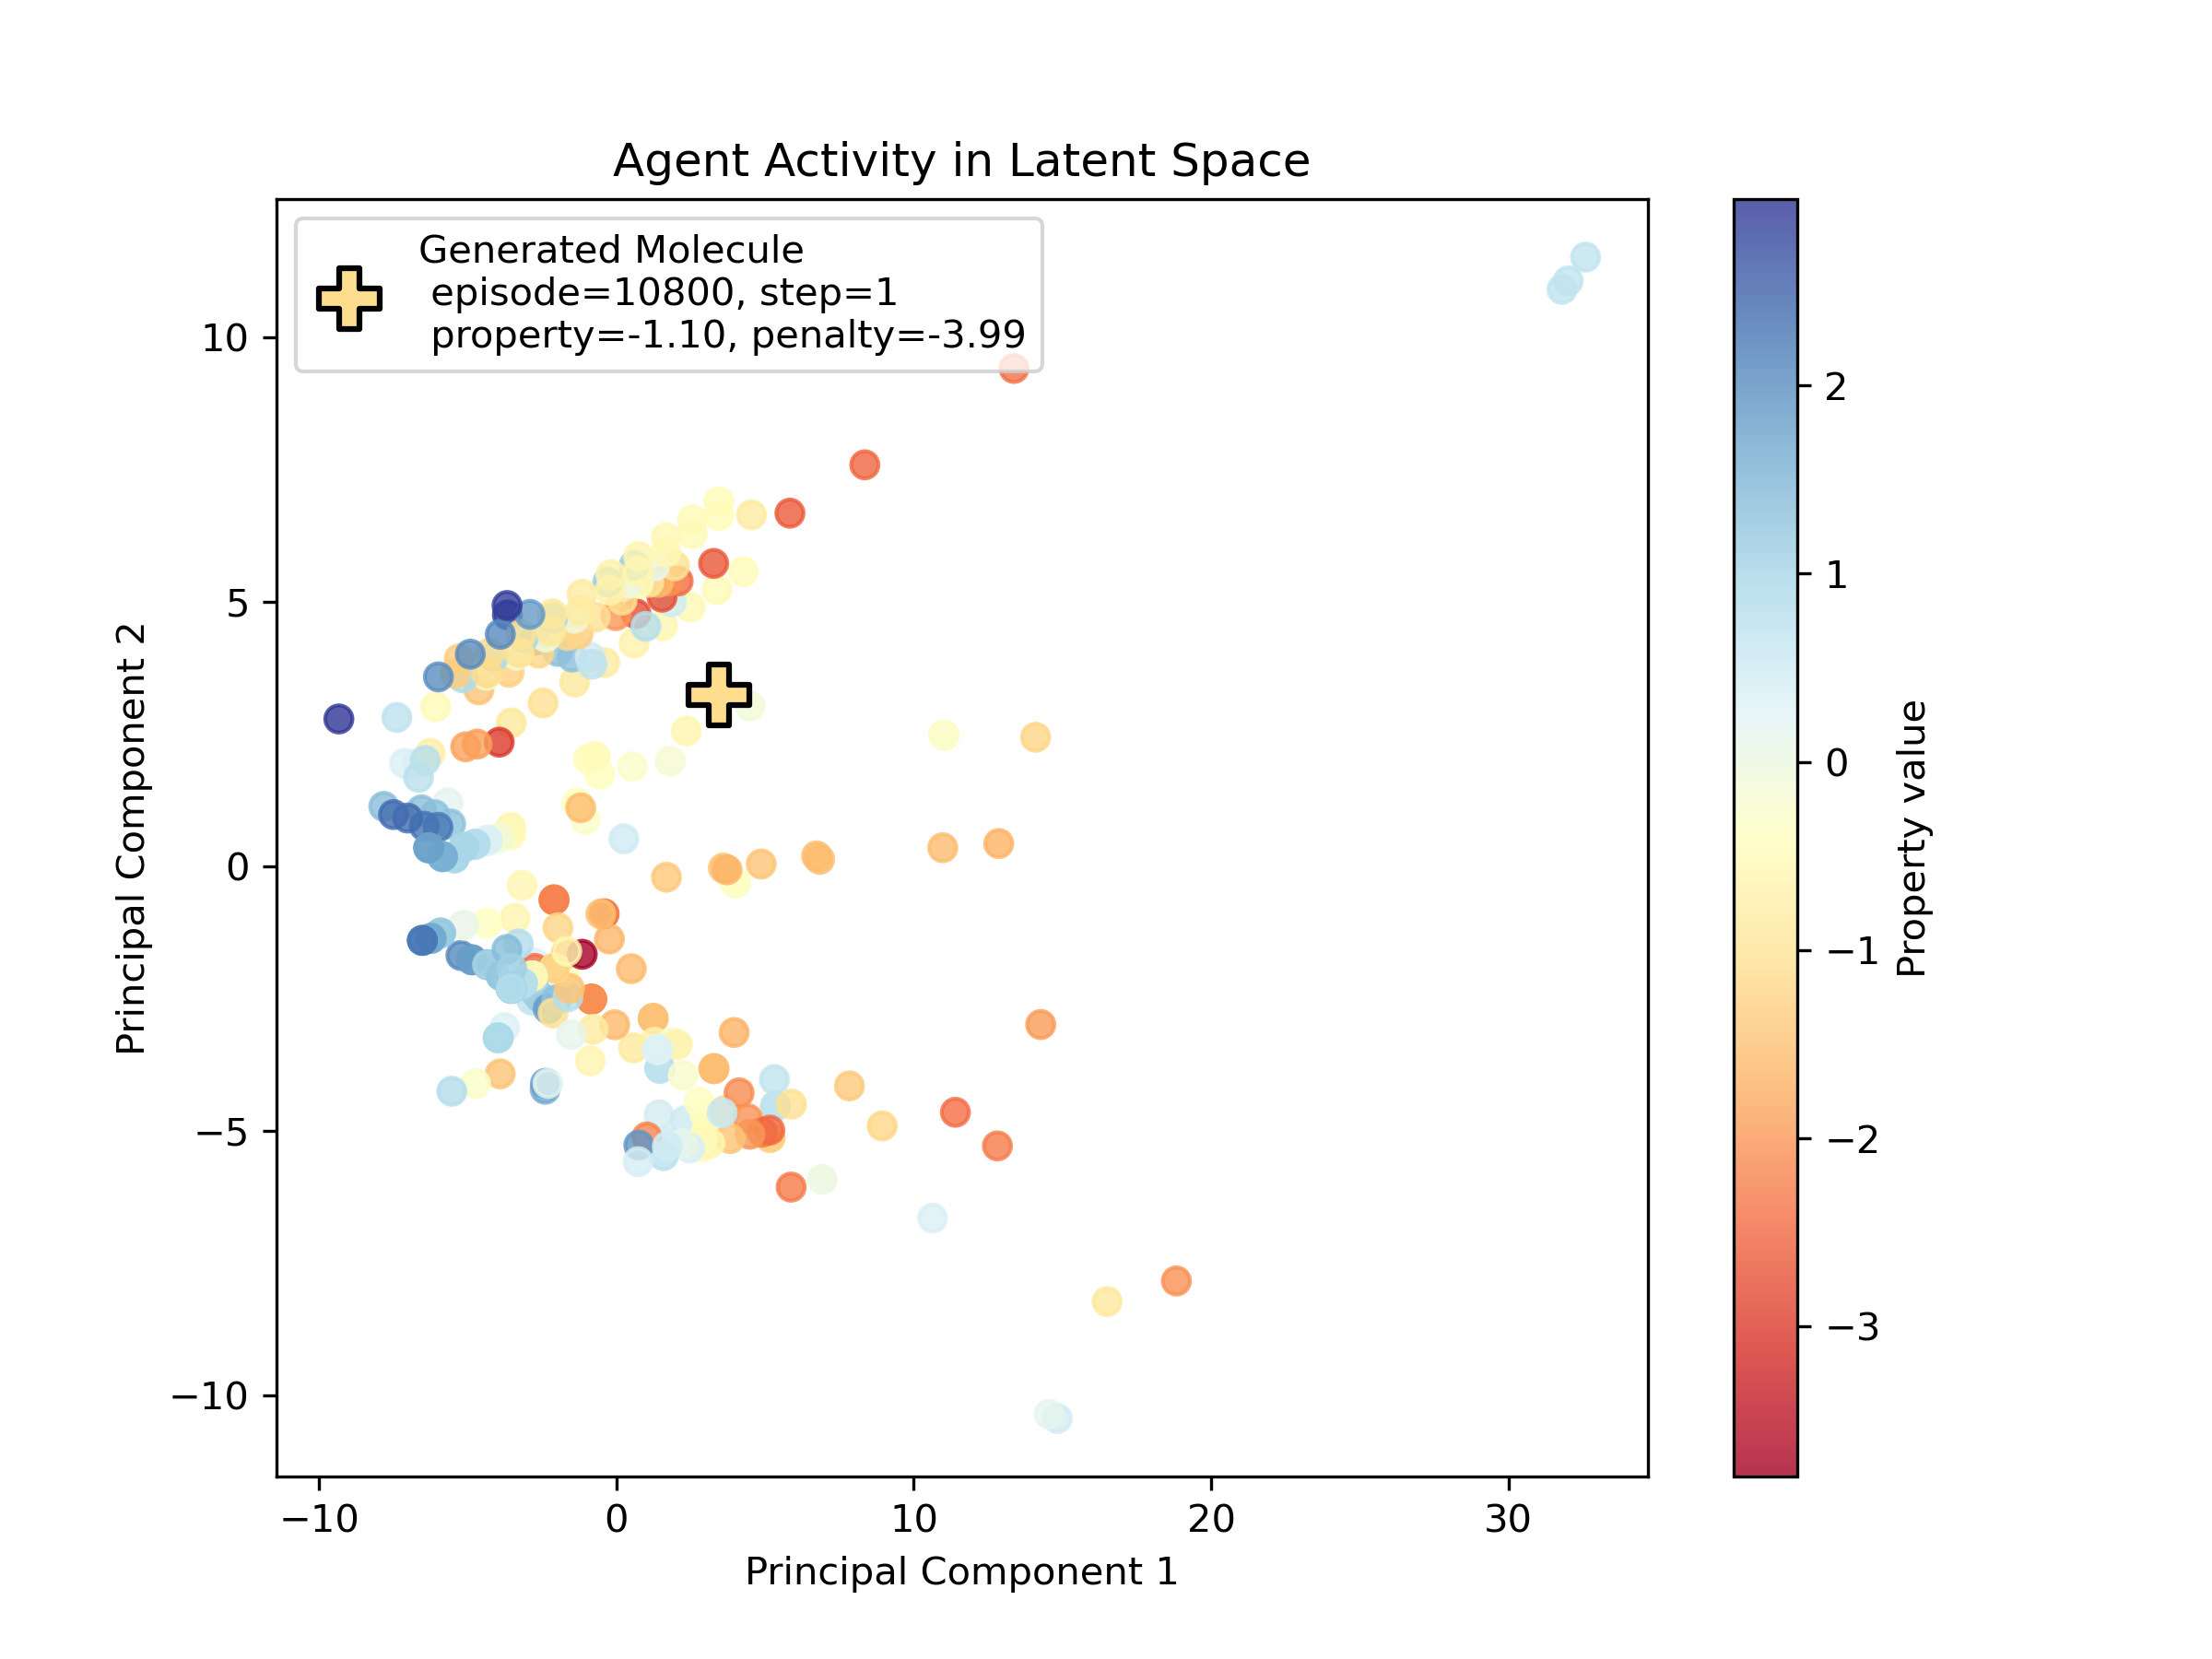 Agent Activity in Latent Space
Generated Molecule
episode=10800, step=1
property=-1.10, penalty=-3.99
10
5
0
−5
−10
Principal Component 2
−10
0
10
20
30
Principal Component 1
2
1
0
−1
−2
−3
Property value